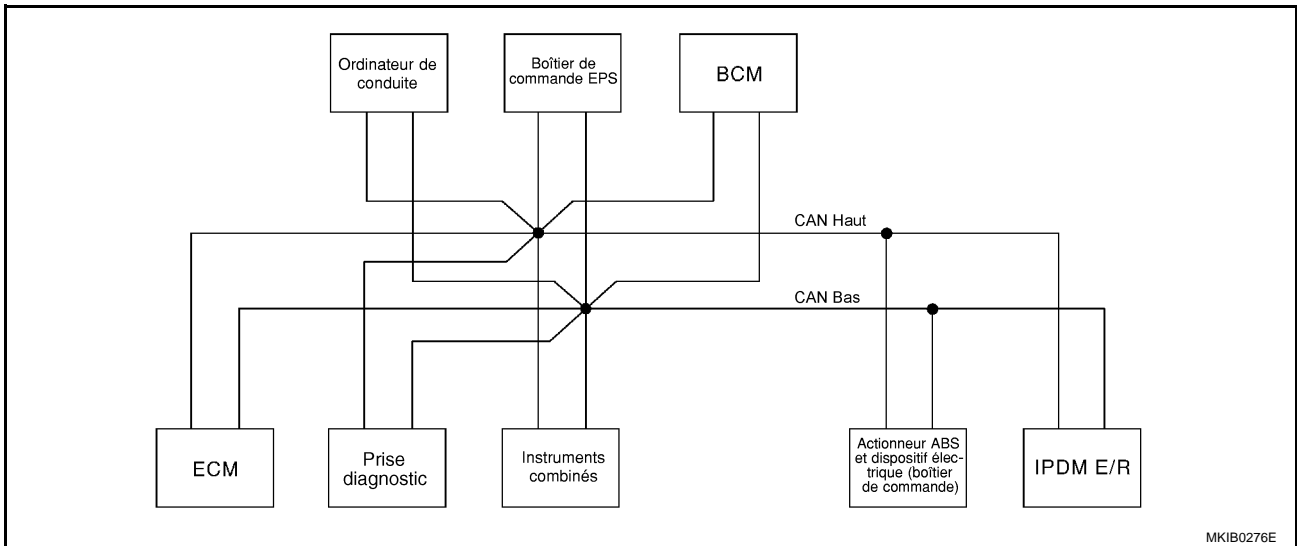 Ordinateur de
conduite
Boîtier de
commande EPS
BCM
CAN Haut
CAN Bas
ECM
Prise
diagnostic
Instruments
combinés
Actionneur ABS
et dispositif élec-
trique (boîtier
de commande)
IPDM E/R
MKIB0276E